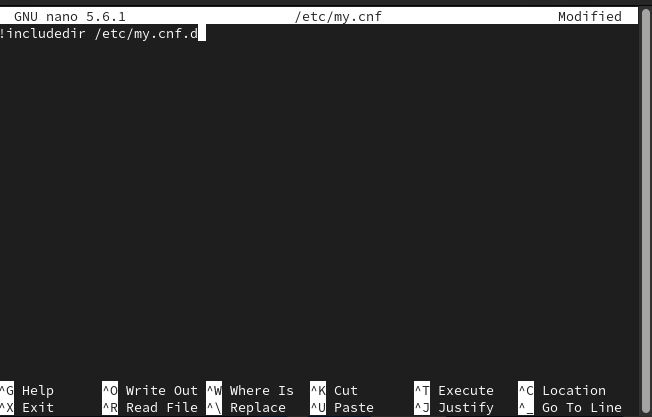 GNU nano 5.6.1 /etc/my.cnf Modified
!includedir /etc/my.cnf.d
^G Help ^O Write Out ^W Where Is ^K Cut ^T Execute ^C Location
^X Exit ^R Read File ^\ Replace ^U Paste ^J Justify ^_ Go To Line